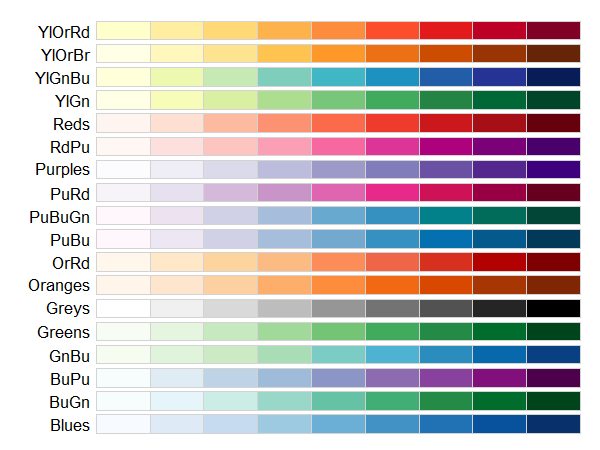 YlOrRd
YlOrBr
YlGnBu
YlGn
Reds
RdPu
Purples
PuRd
PuBuGn
PuBu
OrRd
Oranges
Greys
Greens
GnBu
BuPu
BuGn
Blues